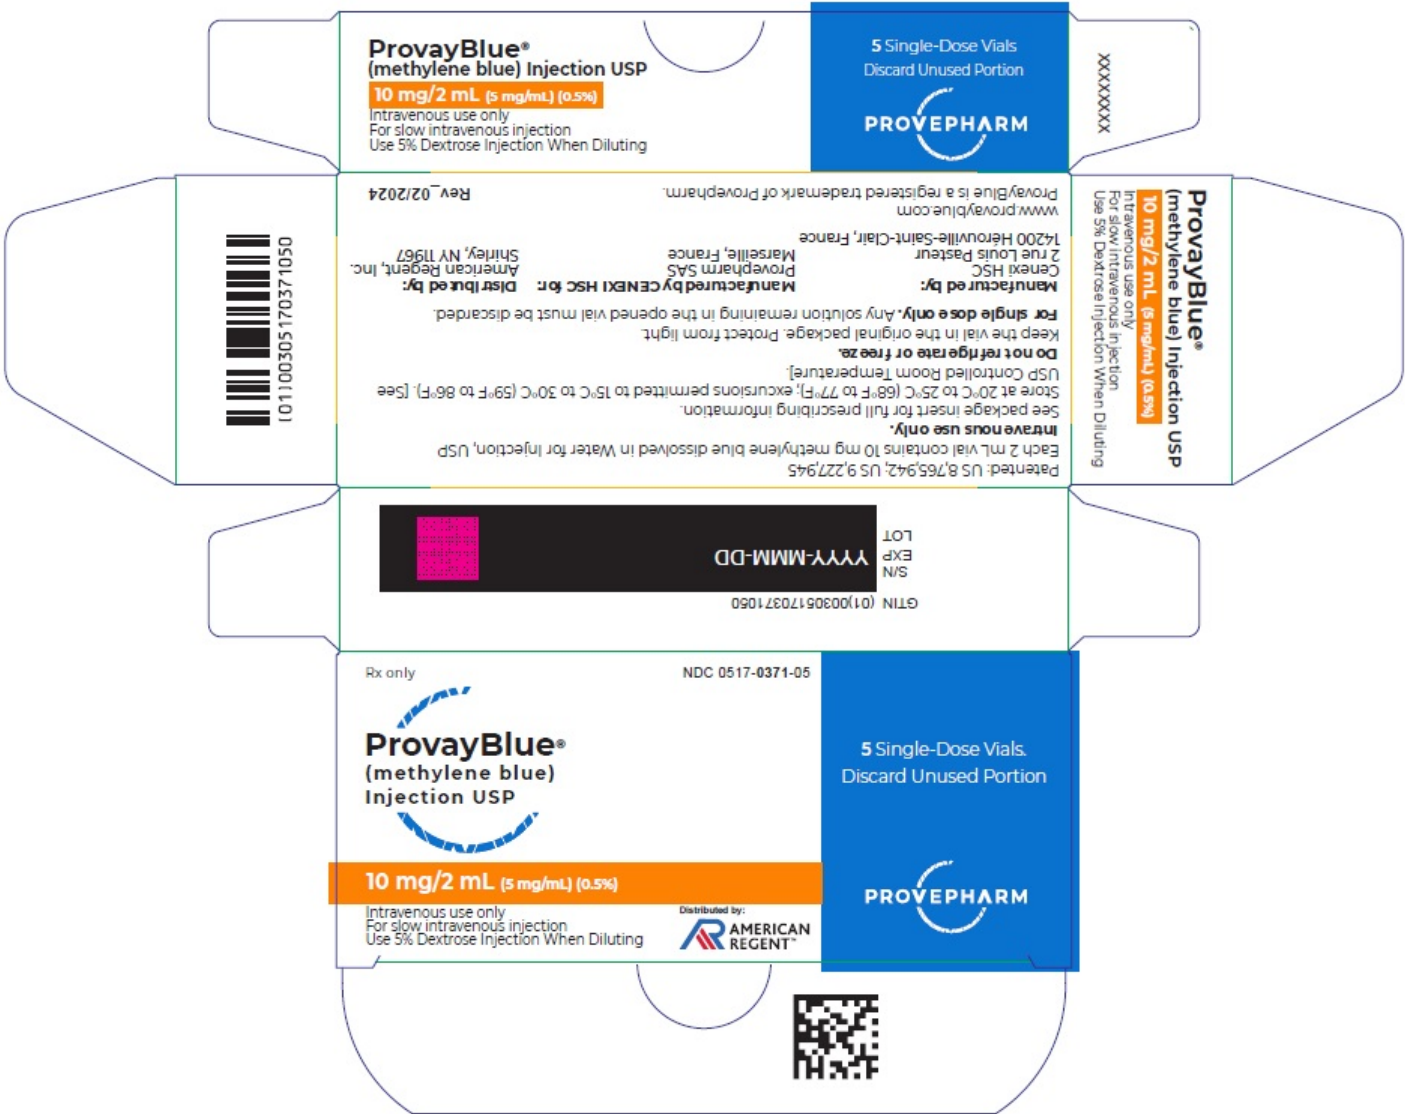 ProvayBlue®
(methylene blue) Injection USP
10 mg/2 mL (5 mg/mL) (0.5%)
Intravenous use only
For slow intravenous injection
Use 5% Dextrose Injection When Diluting
5 Single-Dose Vials
Discard Unused Portion
PROVEPHARM
XXXXXXXX
ProvayBlue®
(methylene blue) Injection USP
10 mg/2 mL (5 mg/mL) (0.5%)
Intravenous use only
For slow intravenous injection
Use 5% Dextrose Injection When Diluting
(01)00305170371050
Patented: US 8,765,942; US 9,227,945
Each 2 mL vial contains 10 mg methylene blue dissolved in Water for Injection, USP
Intravenous use only.
See package insert for full prescribing information.
Store at 20°C to 25°C (68°F to 77°F); excursions permitted to 15°C to 30°C (59°F to 86°F). [See
USP Controlled Room Temperature].
Do not refrigerate or freeze.
Keep the vial in the original package. Protect from light.
For single dose only. Any solution remaining in the opened vial must be discarded.
Manufactured by: Manufactured by CENEXI HSC for: Distributed by:
Cenexi HSC Provepharm SAS American Regent, Inc.
2 rue Louis Pasteur Marseille, France Shirley, NY 11967
14200 Hérouville-Saint-Clair, France
www.provayblue.com
ProvayBlue is a registered trademark of Provepharm. Rev_02/2024
GTIN (01)00305170371050
S/N
EXP YYYY-MMM-DD
LOT
Rx only NDC 0517-0371-05
ProvayBlue®
(methylene blue)
Injection USP
10 mg/2 mL (5 mg/mL) (0.5%)
Intravenous use only
For slow intravenous injection
Use 5% Dextrose Injection When Diluting
Distributed by:
AMERICAN
REGENT™
5 Single-Dose Vials.
Discard Unused Portion
PROVEPHARM